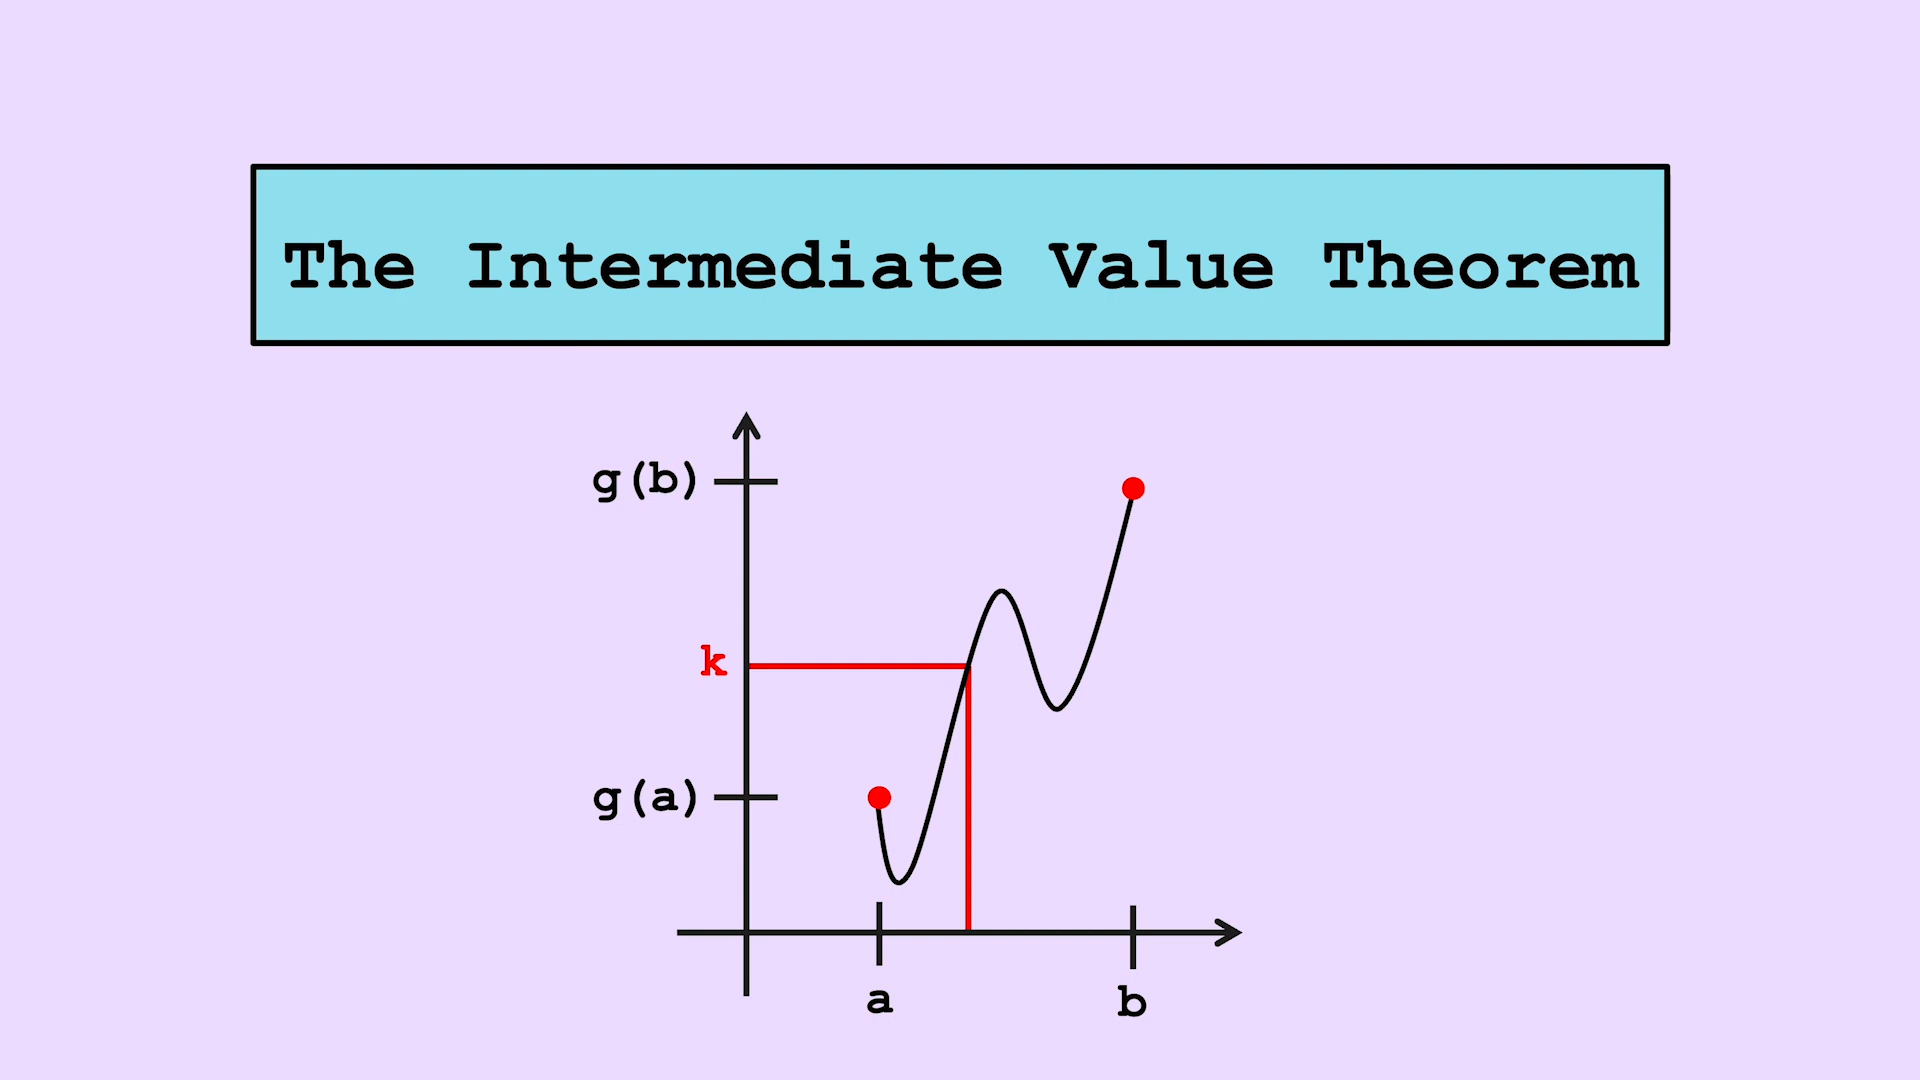 The Intermediate Value Theorem
g(b)
k
g(a)
a
b